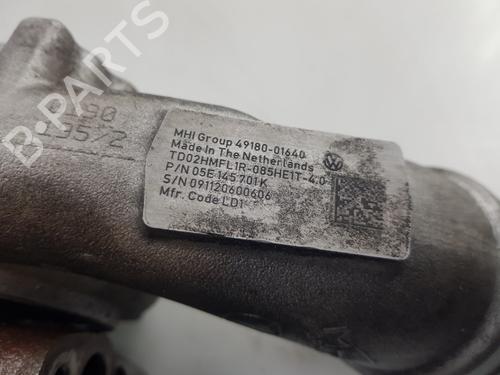 MHI Group 49180-01640
Made In The Netherlands
TD02HMFL1R-085HE1T-4.0
P/N 05E 145 701 K
S/N 091120600606
Mfr. Code LD1
B-PARTS